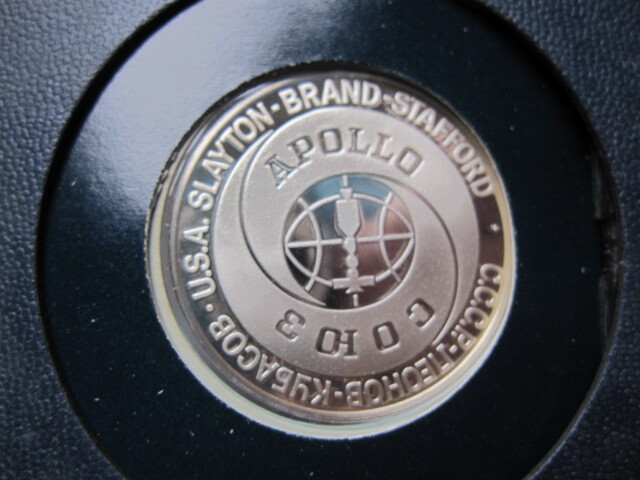 U.S.A. SLAYTON-BRAND-STAFFORD
С.С.С.Р-ЛЕОНОВ-КУБАСОВ
APOLLO
СОЮЗ